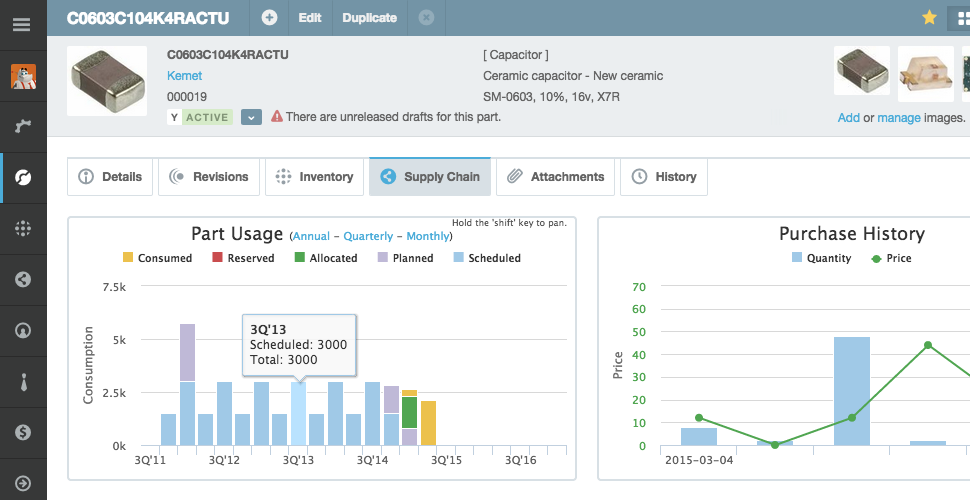 C0603C104K4RACTU Edit Duplicate
C0603C104K4RACTU
Kemet
000019
Y ACTIVE There are unreleased drafts for this part.
[ Capacitor ]
Ceramic capacitor - New ceramic
SM-0603, 10%, 16v, X7R
Add or manage images.
Details Revisions Inventory Supply Chain Attachments History
Hold the 'shift' key to pan.
Part Usage (Annual - Quarterly - Monthly)
Consumed Reserved Allocated Planned Scheduled
Consumption
7.5k
5k
2.5k
0k
3Q'13
Scheduled: 3000
Total: 3000
3Q'11 3Q'12 3Q'13 3Q'14 3Q'15 3Q'16
Purchase History
Quantity Price
Price
70
60
50
40
30
20
10
0
2015-03-04